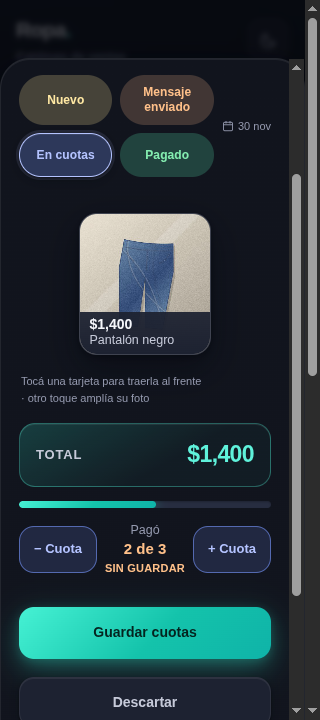 Ropa.
Nuevo
Mensaje
enviado
30 nov
En cuotas
Pagado
$1,400
Pantalón negro
Tocá una tarjeta para traerla al frente
· otro toque amplía su foto
TOTAL
$1,400
− Cuota
Pagó
2 de 3
SIN GUARDAR
+ Cuota
Guardar cuotas
Descartar